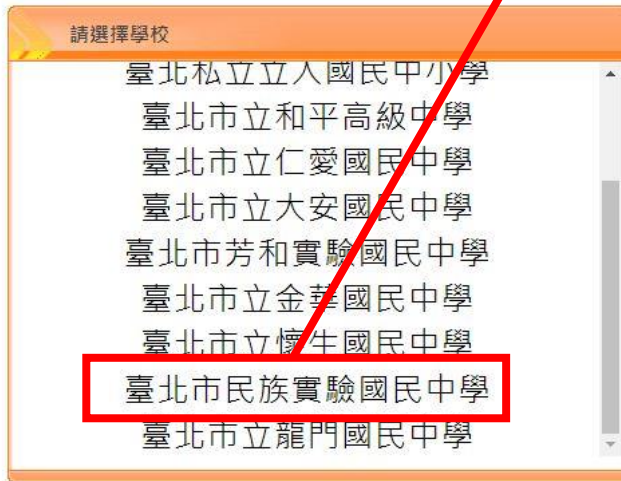 請選擇學校
臺北私立立人國民中小學
臺北市立和平高級中學
臺北市立仁愛國民中學
臺北市立大安國民中學
臺北市芳和實驗國民中學
臺北市立金華國民中學
臺北市立懷生國民中學
臺北市民族實驗國民中學
臺北市立龍門國民中學